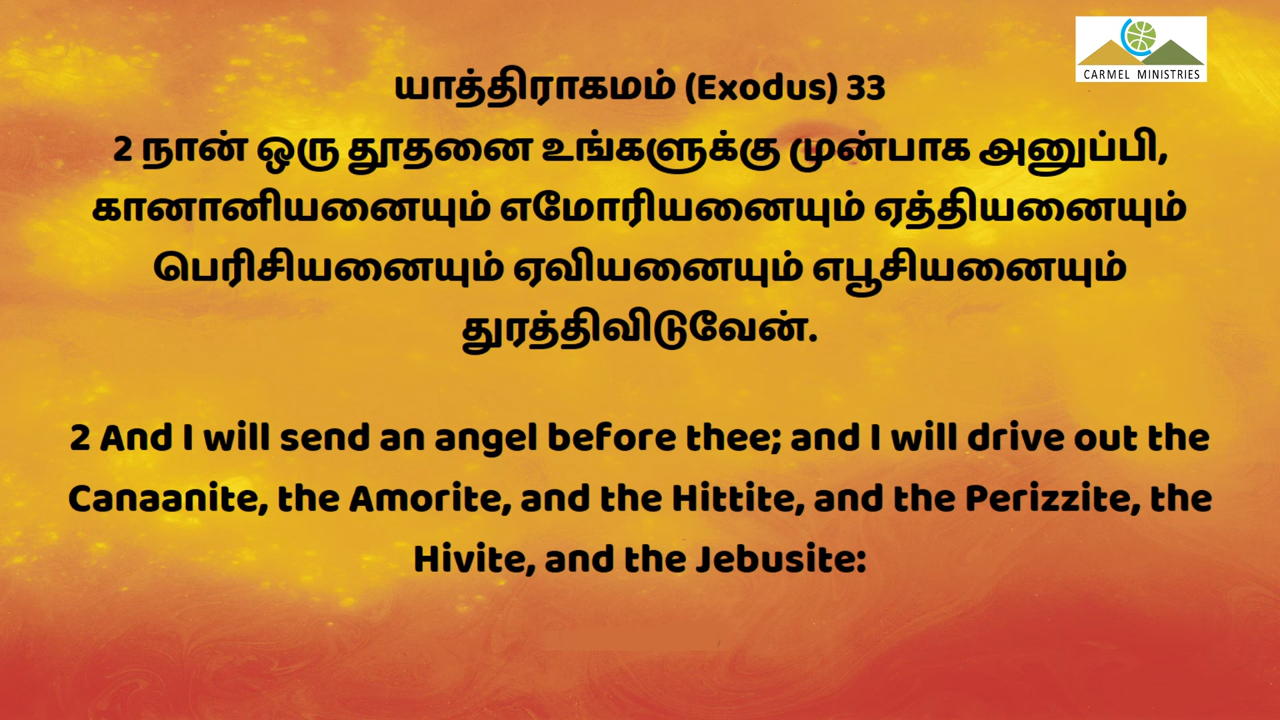 CARMEL MINISTRIES
யாத்திராகமம் (Exodus) 33
2 நான் ஒரு தூதனை உங்களுக்கு முன்பாக அனுப்பி,
கானானியனையும் எமோரியனையும் ஏத்தியனையும்
பெரிசியனையும் ஏவியனையும் எபூசியனையும்
துரத்திவிடுவேன்.
2 And I will send an angel before thee; and I will drive out the
Canaanite, the Amorite, and the Hittite, and the Perizzite, the
Hivite, and the Jebusite: